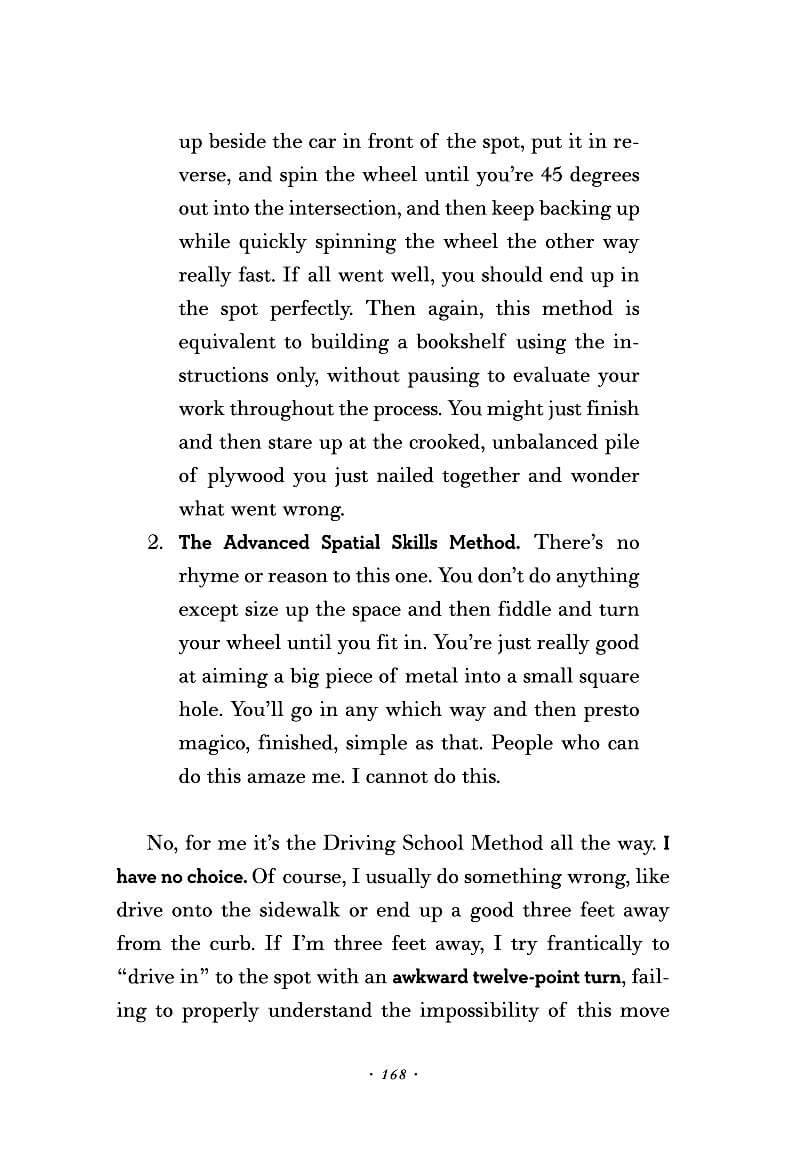 up beside the car in front of the spot, put it in re-
verse, and spin the wheel until you’re 45 degrees
out into the intersection, and then keep backing up
while quickly spinning the wheel the other way
really fast. If all went well, you should end up in
the spot perfectly. Then again, this method is
equivalent to building a bookshelf using the in-
structions only, without pausing to evaluate your
work throughout the process. You might just finish
and then stare up at the crooked, unbalanced pile
of plywood you just nailed together and wonder
what went wrong.
2. The Advanced Spatial Skills Method. There’s no
rhyme or reason to this one. You don’t do anything
except size up the space and then fiddle and turn
your wheel until you fit in. You’re just really good
at aiming a big piece of metal into a small square
hole. You’ll go in any which way and then presto
magico, finished, simple as that. People who can
do this amaze me. I cannot do this.
No, for me it’s the Driving School Method all the way. I
have no choice. Of course, I usually do something wrong, like
drive onto the sidewalk or end up a good three feet away
from the curb. If I’m three feet away, I try frantically to
“drive in” to the spot with an awkward twelve-point turn, fail-
ing to properly understand the impossibility of this move
· 168 ·